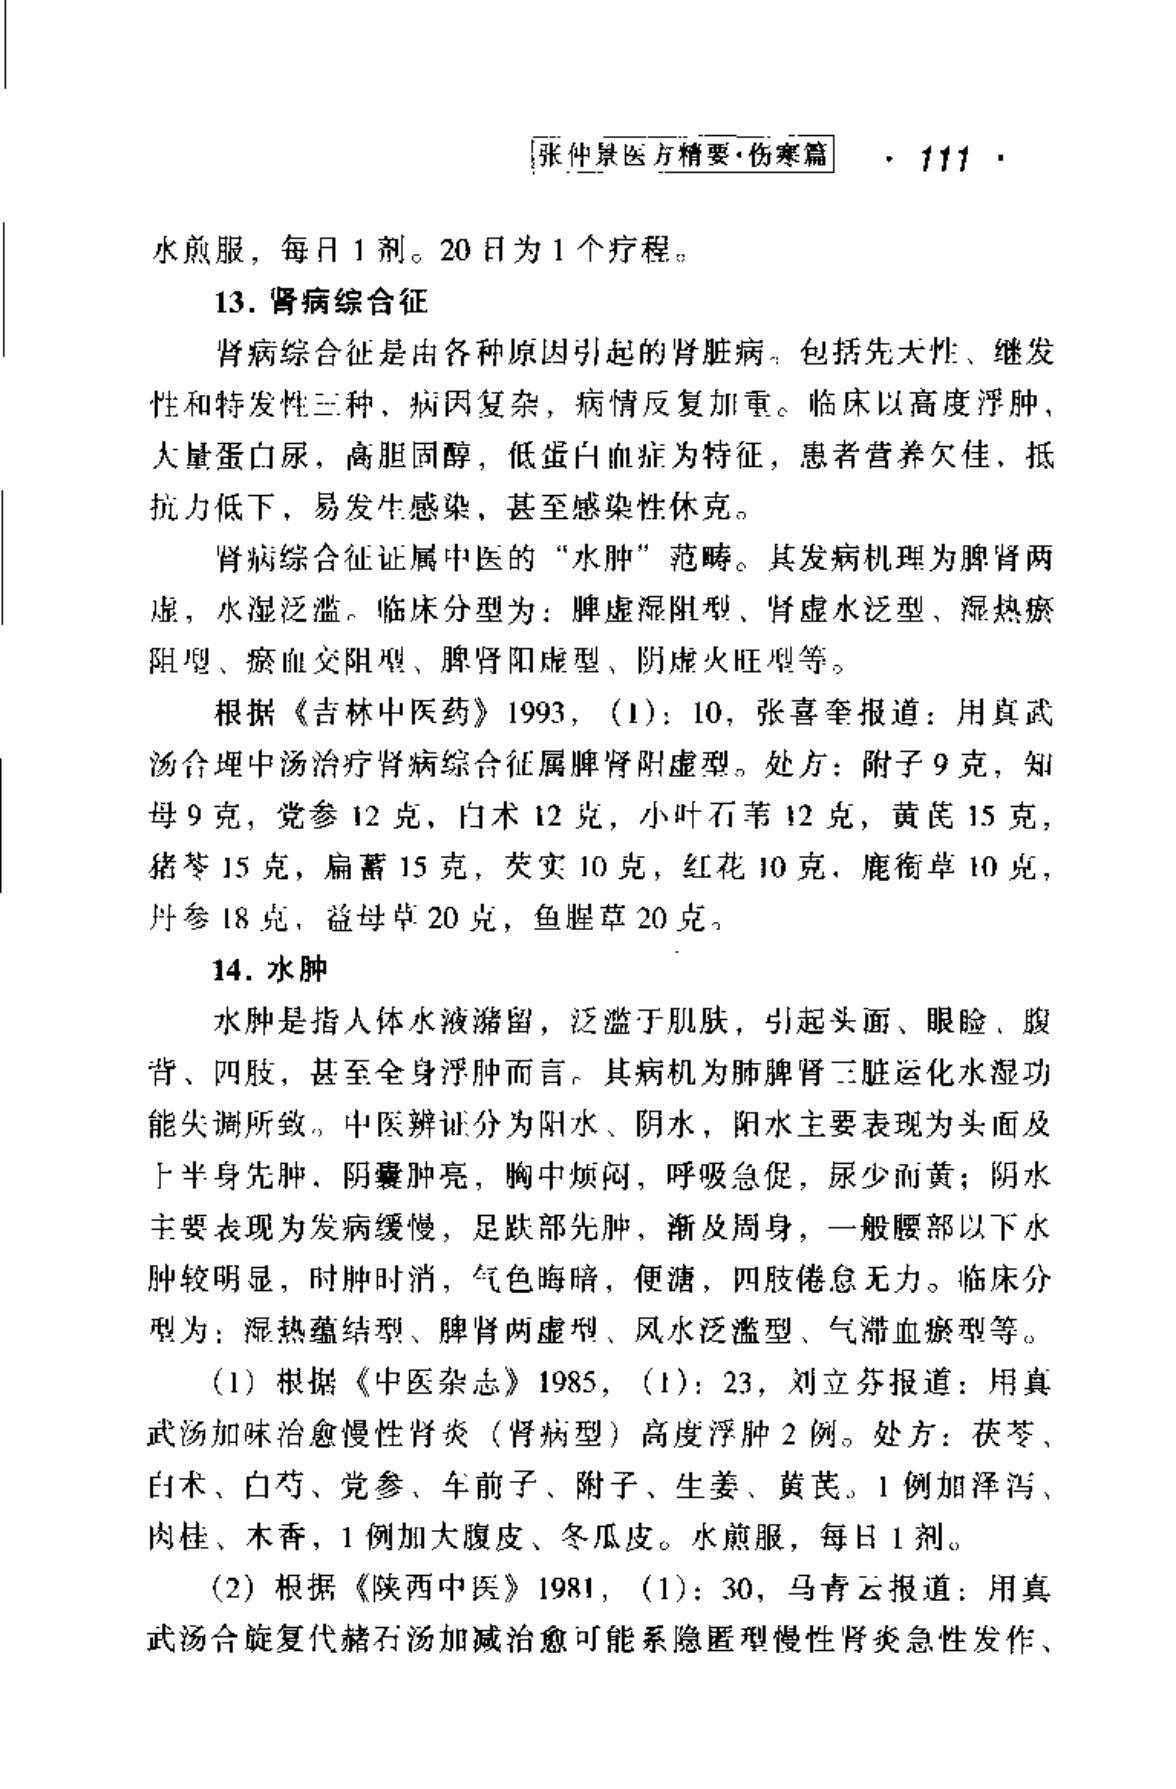 张仲景医方精要·伤寒篇 · 111 ·
水煎服，每日 1 剂。20 日为 1 个疗程。
13. 肾病综合征
肾病综合征是由各种原因引起的肾脏病。包括先天性、继发
性和特发性三种，病因复杂，病情反复加重。临床以高度浮肿，
大量蛋白尿，高胆固醇，低蛋白血症为特征，患者营养欠佳，抵
抗力低下，易发生感染，甚至感染性休克。
肾病综合征证属中医的“水肿”范畴。其发病机理为脾肾两
虚，水湿泛滥。临床分型为：脾虚湿阻型、肾虚水泛型、湿热瘀
阻型、瘀血交阻型、脾肾阳虚型、阴虚火旺型等。
根据《吉林中医药》1993，（1）：10，张喜奎报道：用真武
汤合理中汤治疗肾病综合征属脾肾阳虚型。处方：附子 9 克，知
母 9 克，党参 12 克，白术 12 克，小叶石苇 12 克，黄芪 15 克，
猪苓 15 克，扁蓄 15 克，芡实 10 克，红花 10 克，鹿衔草 10 克，
丹参 18 克，益母草 20 克，鱼腥草 20 克。
14. 水肿
水肿是指人体水液潴留，泛滥于肌肤，引起头面、眼睑、腹
背、四肢，甚至全身浮肿而言。其病机为肺脾肾三脏运化水湿功
能失调所致。中医辨证分为阳水、阴水，阳水主要表现为头面及
上半身先肿，阴囊肿亮，胸中烦闷，呼吸急促，尿少而黄；阴水
主要表现为发病缓慢，足跌部先肿，渐及周身，一般腰部以下水
肿较明显，时肿时消，气色晦暗，便溏，四肢倦怠无力。临床分
型为：湿热蕴结型、脾肾两虚型、风水泛滥型、气滞血瘀型等。
（1）根据《中医杂志》1985，（1）：23，刘立芬报道：用真
武汤加味治愈慢性肾炎（肾病型）高度浮肿 2 例。处方：茯苓、
白术、白芍、党参、车前子、附子、生姜、黄芪。1 例加泽泻、
肉桂、木香，1 例加大腹皮、冬瓜皮。水煎服，每日 1 剂。
（2）根据《陕西中医》1981，（1）：30，马青云报道：用真
武汤合旋复代赭石汤加减治愈可能系隐匿型慢性肾炎急性发作、